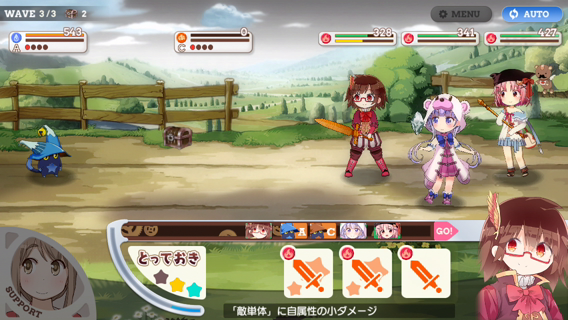 WAVE 3/3 2
MENU
AUTO
543
A
0
C
328
341
427
A
C
GO!
とっておき
SUPPORT
「敵単体」に自属性の小ダメージ